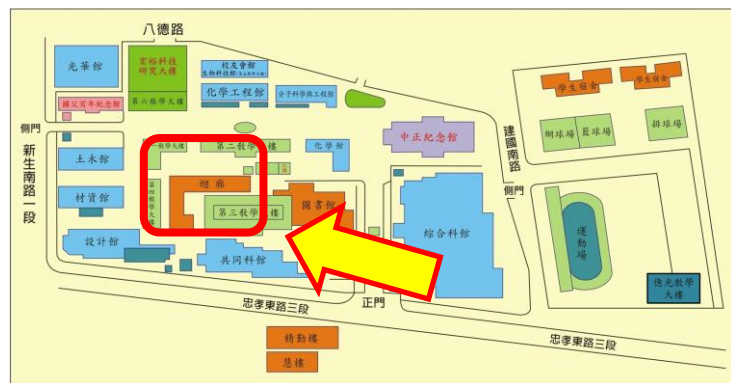 八德路
光華館
宏裕科技
研究大樓
校友會館
化學工程館
分子科學與工程館
國父百年紀念館
第六教學大樓
學生宿舍
學生宿舍
網球場
籃球場
排球場
建國南路
側門
新生南路一段
土木館
第二教學大樓
化學館
中正紀念館
材資館
第四教學大樓
迴廊
圖書館
第三教學大樓
綜合科館
側門
運動場
設計館
共同科館
正門
億光教學
大樓
忠孝東路三段
忠孝東路三段
精勤樓
慧樓